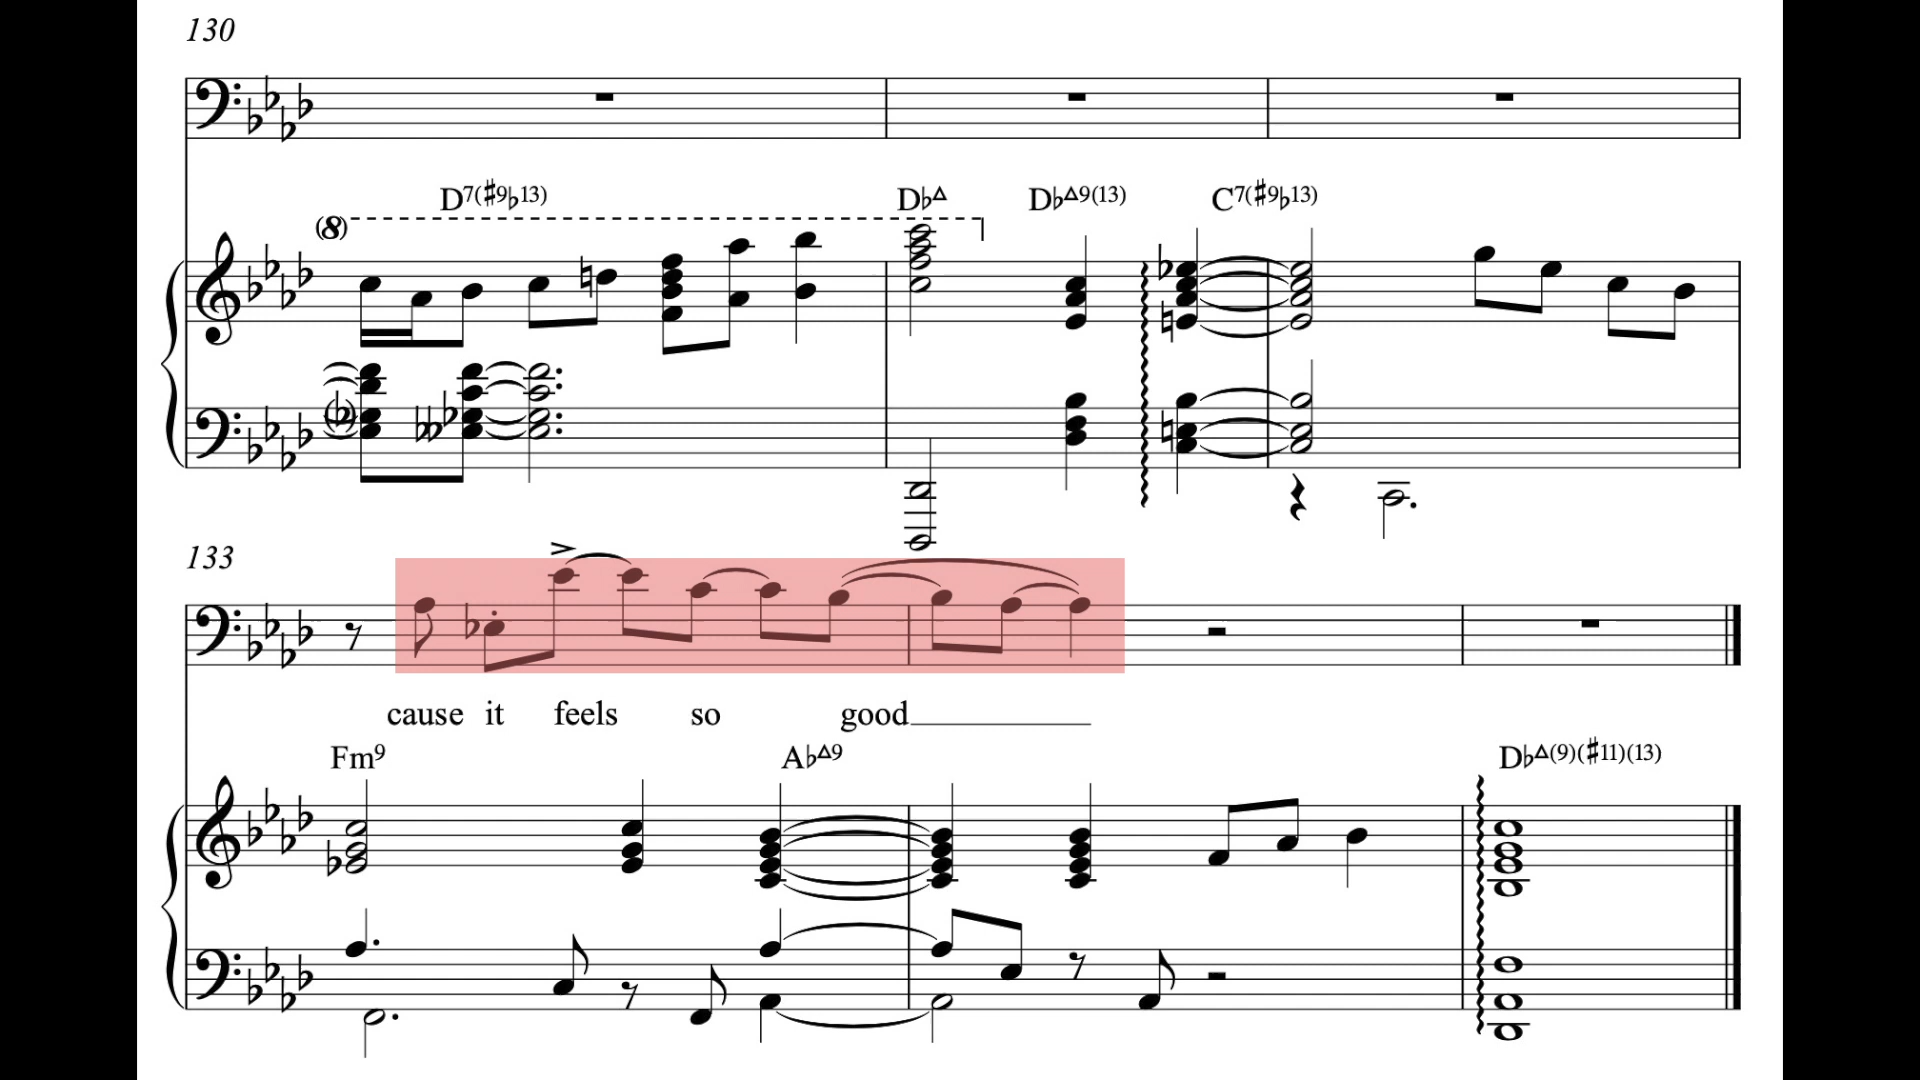 130
D7(♯9♭13) D♭Δ D♭Δ9(13) C7(♯9♭13)
(8)
133
cause it feels so good
Fm9 A♭Δ9 D♭Δ(9)(♯11)(13)